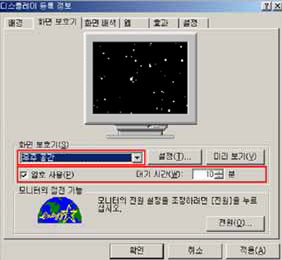 디스플레이 등록 정보
배경 화면 보호기 화면 배색 웹 효과 설정
화면 보호기(S)
우주 공간 설정(T)... 미리 보기(V)
암호 사용(P) 대기 시간(W): 10 분
모니터의 절전 기능
모니터의 전원 설정을 조정하려면 [전원]을 누르
십시오.
전원(O)...
확인 취소 적용(A)